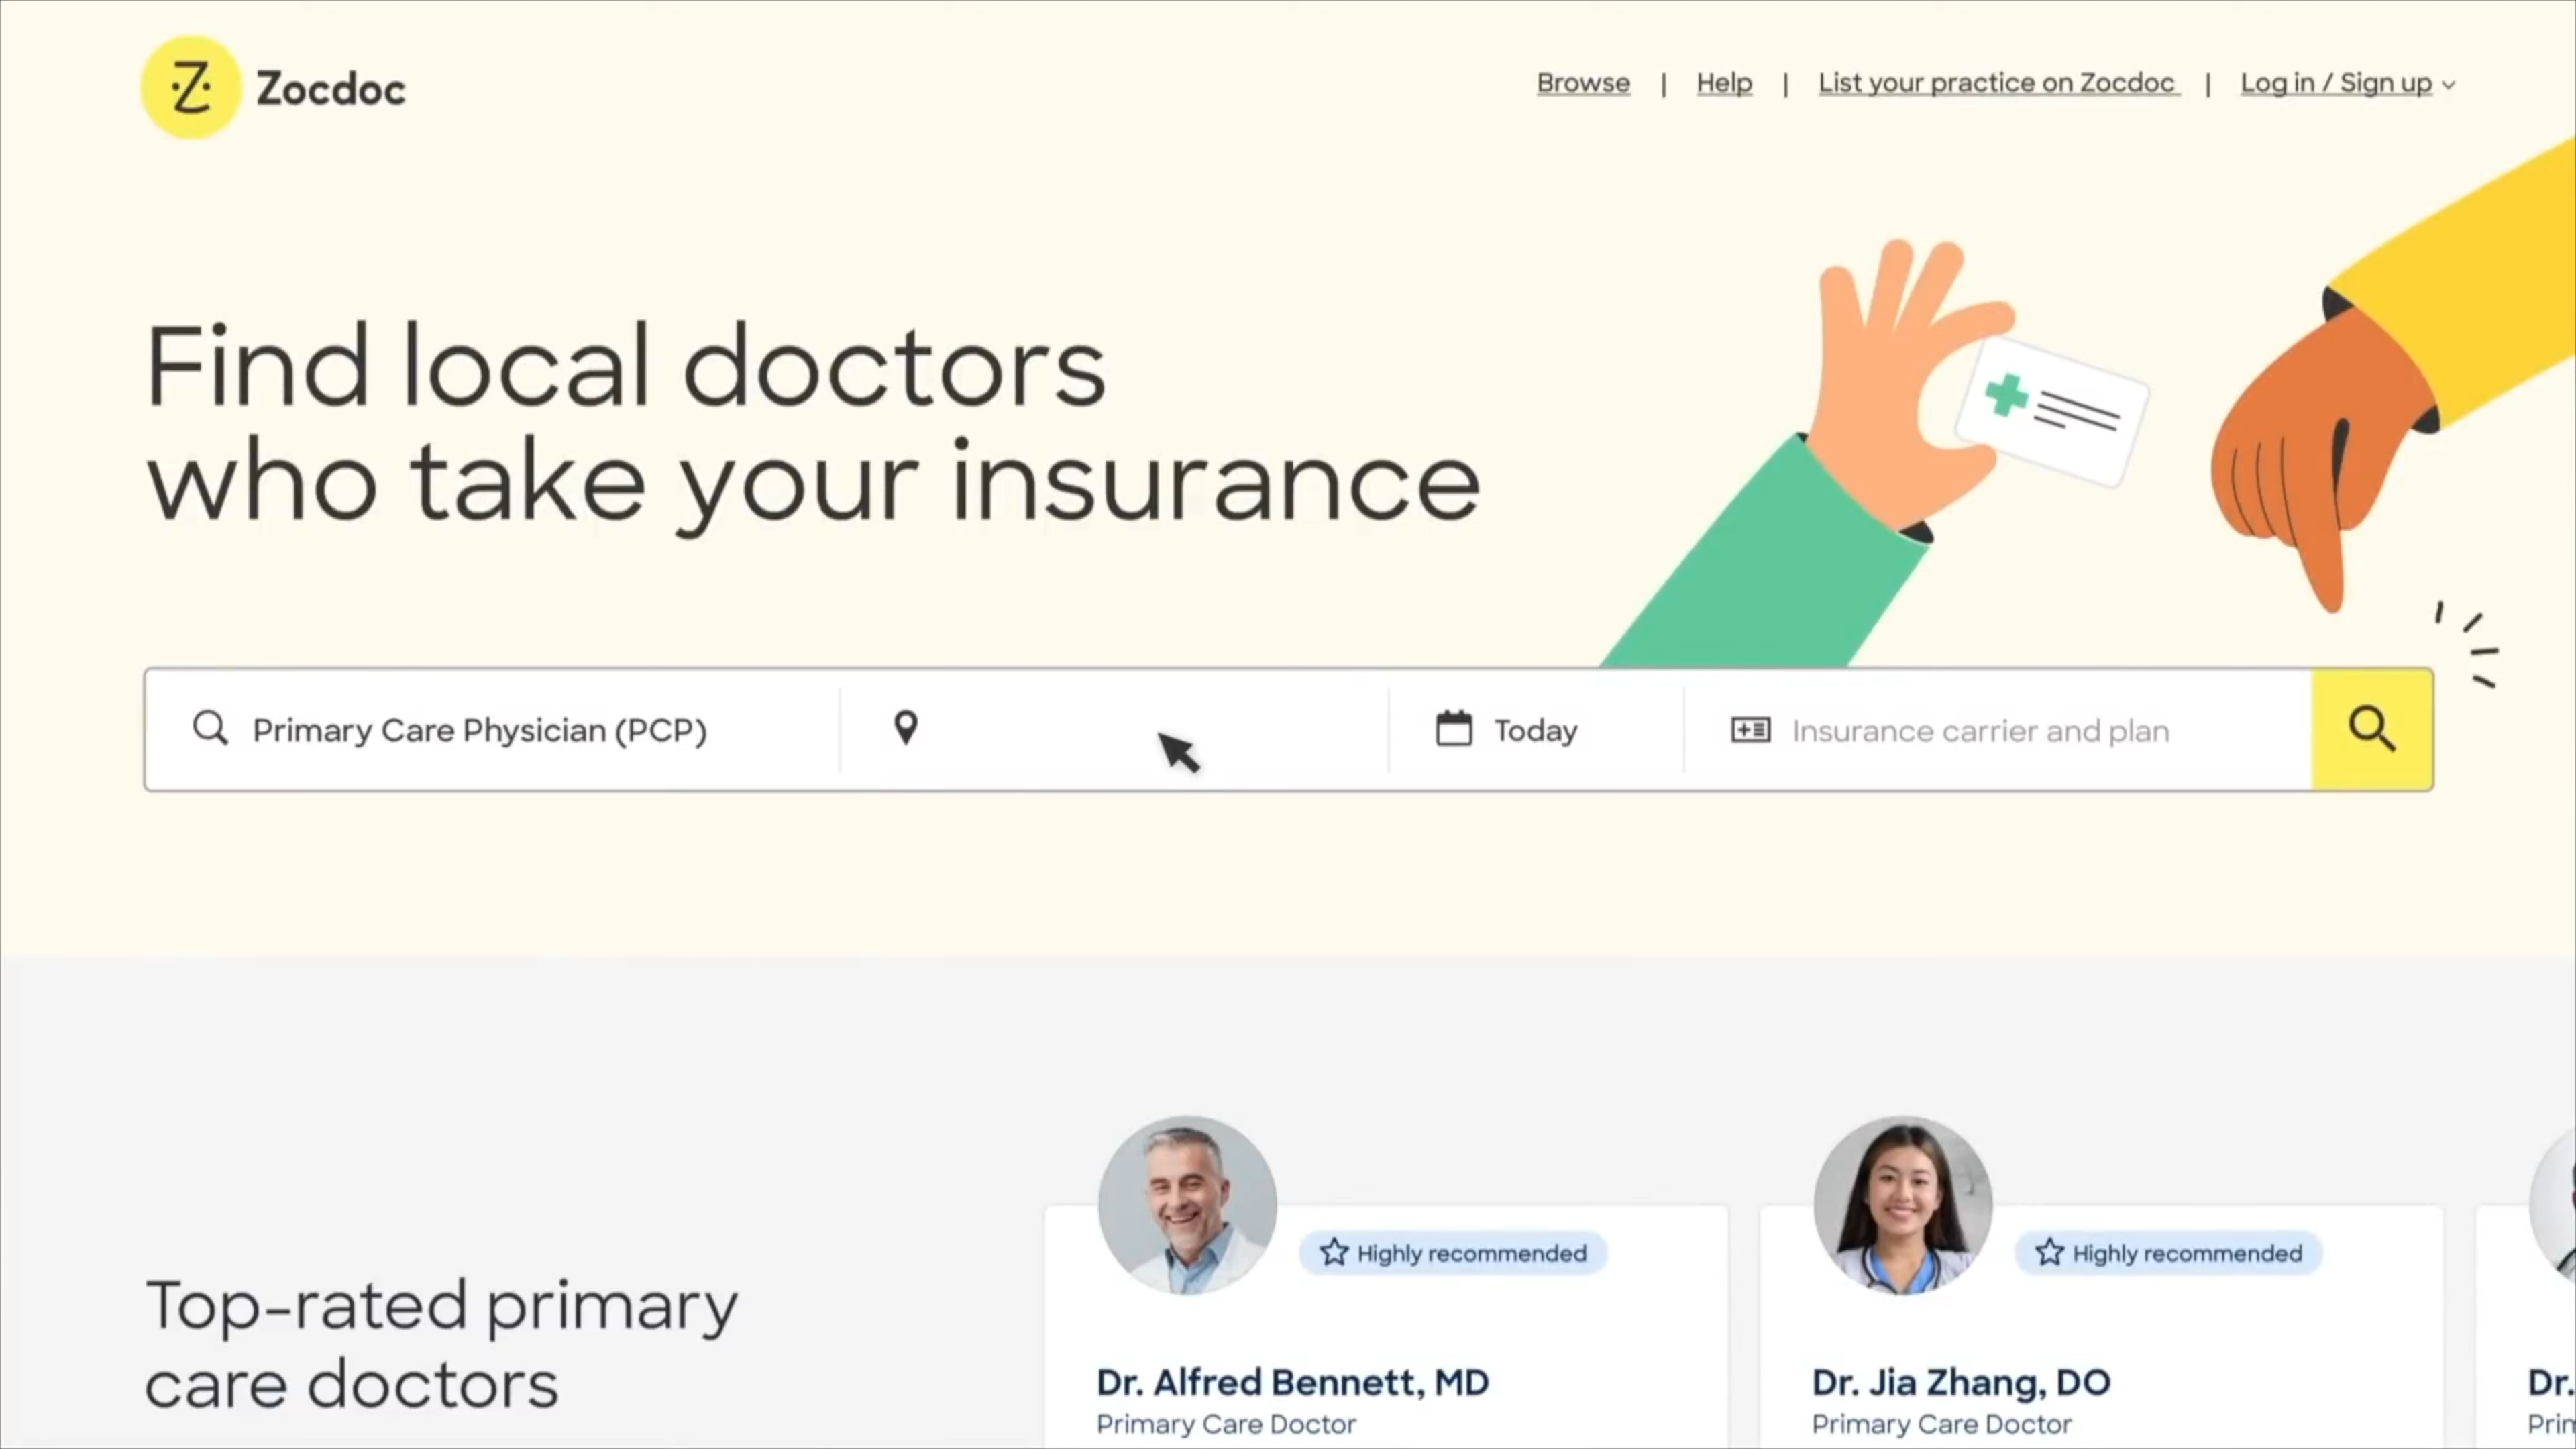 Zocdoc
Browse | Help | List your practice on Zocdoc | Log in / Sign up
Find local doctors
who take your insurance
Primary Care Physician (PCP)
Today
Insurance carrier and plan
Top-rated primary
care doctors
Highly recommended
Dr. Alfred Bennett, MD
Primary Care Doctor
Highly recommended
Dr. Jia Zhang, DO
Primary Care Doctor
Dr.